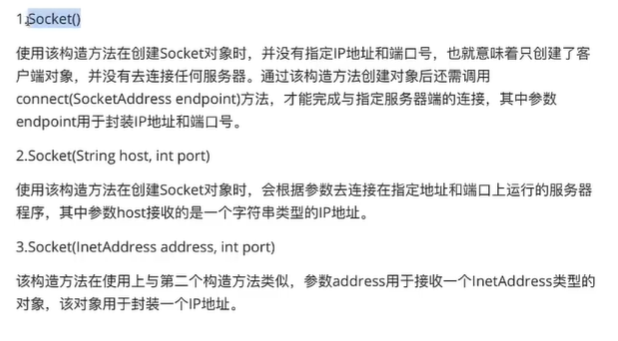 1.Socket()
使用该构造方法在创建Socket对象时，并没有指定IP地址和端口号，也就意味着只创建了客
户端对象，并没有去连接任何服务器。通过该构造方法创建对象后还需调用
connect(SocketAddress endpoint)方法，才能完成与指定服务器端的连接，其中参数
endpoint用于封装IP地址和端口号。
2.Socket(String host, int port)
使用该构造方法在创建Socket对象时，会根据参数去连接在指定地址和端口上运行的服务器
程序，其中参数host接收的是一个字符串类型的IP地址。
3.Socket(InetAddress address, int port)
该构造方法在使用上与第二个构造方法类似，参数address用于接收一个InetAddress类型的
对象，该对象用于封装一个IP地址。